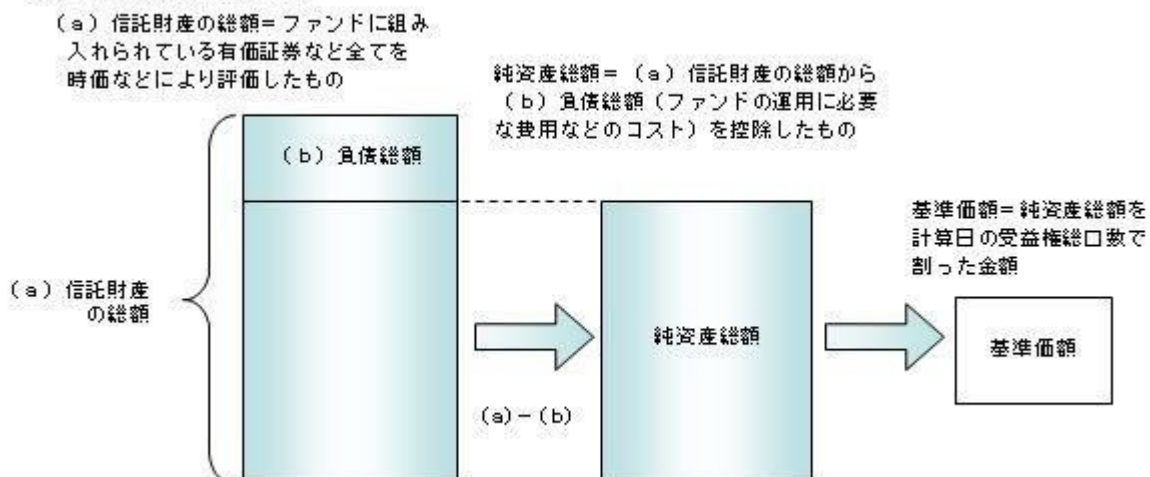 （a）信託財産の総額＝ファンドに組み
入れられている有価証券など全てを
時価などにより評価したもの
純資産総額＝（a）信託財産の総額から
（b）負債総額（ファンドの運用に必要
な費用などのコスト）を控除したもの
（b）負債総額
基準価額＝純資産総額を
計算日の受益権総口数で
割った金額
（a）信託財産
の総額
純資産総額
基準価額
(a)－(b)